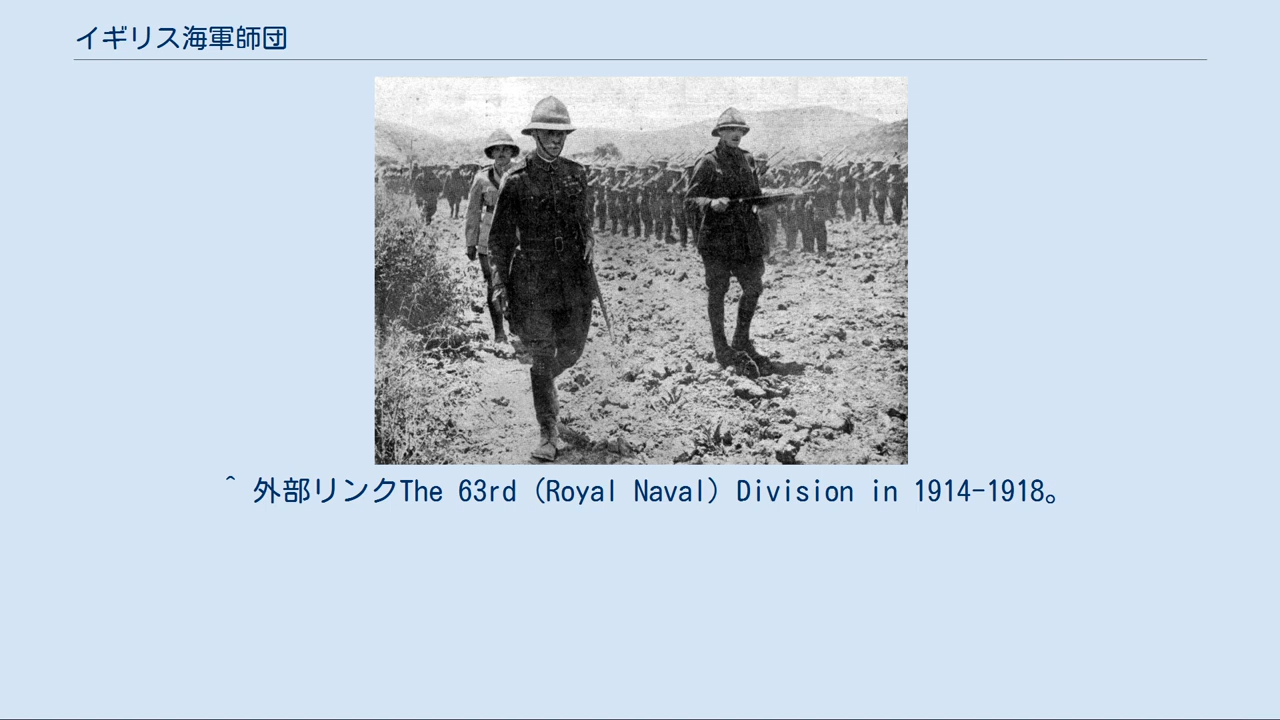 イギリス海軍師団
^ 外部リンクThe 63rd (Royal Naval) Division in 1914-1918。